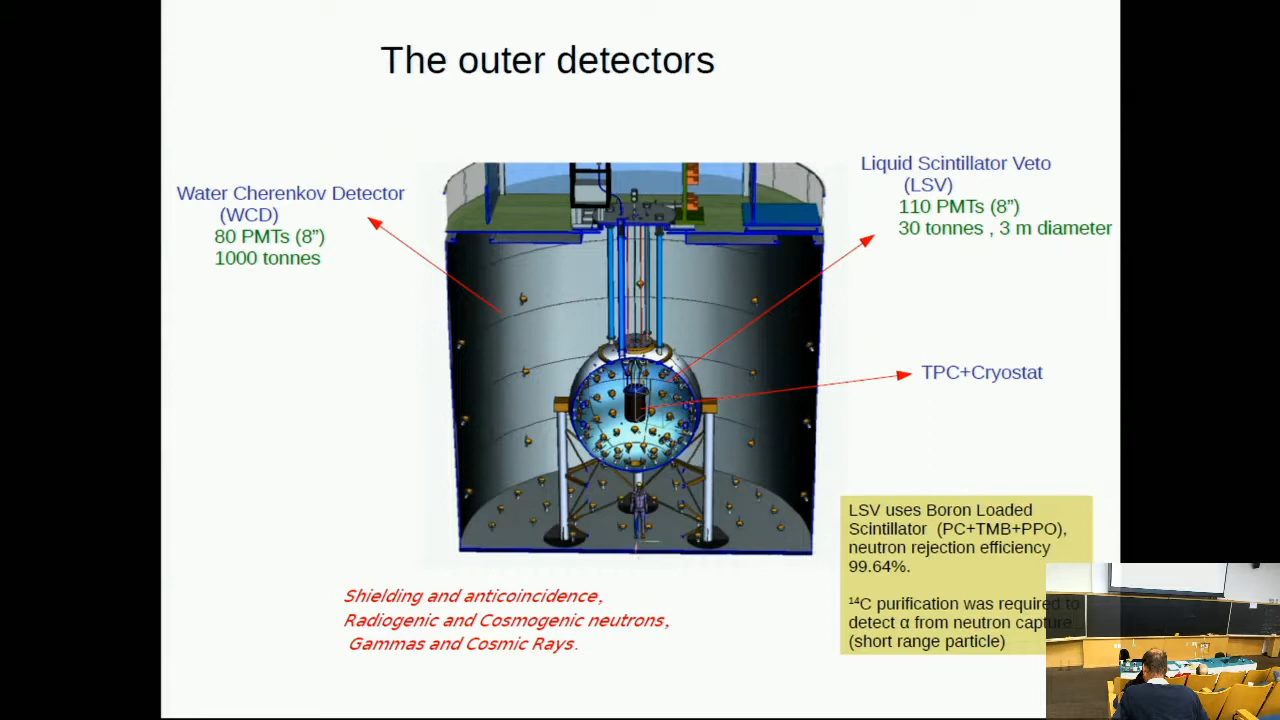 The outer detectors
Water Cherenkov Detector
(WCD)
80 PMTs (8”)
1000 tonnes
Liquid Scintillator Veto
(LSV)
110 PMTs (8”)
30 tonnes , 3 m diameter
TPC+Cryostat
LSV uses Boron Loaded
Scintillator (PC+TMB+PPO),
neutron rejection efficiency
99.64%.
¹⁴C purification was required to
detect α from neutron capture
(short range particle)
Shielding and anticoincidence,
Radiogenic and Cosmogenic neutrons,
Gammas and Cosmic Rays.